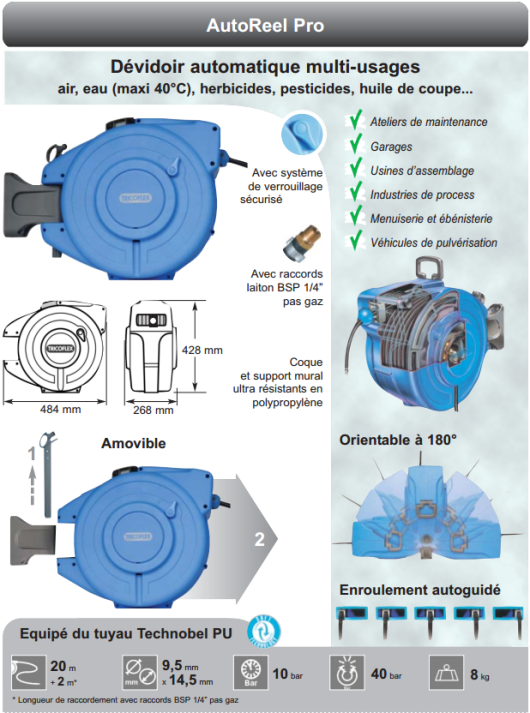 AutoReel Pro
Dévidoir automatique multi-usages
air, eau (maxi 40°C), herbicides, pesticides, huile de coupe...
TRICOFLEX
Avec système
de verrouillage
sécurisé
Avec raccords
laiton BSP 1/4"
pas gaz
Ateliers de maintenance
Garages
Usines d'assemblage
Industries de process
Menuiserie et ébénisterie
Véhicules de pulvérisation
TRICOFLEX
428 mm
484 mm
268 mm
Coque
et support mural
ultra résistants en
polypropylène
Amovible
1
2
Orientable à 180°
Enroulement autoguidé
Equipé du tuyau Technobel PU
20 m
+ 2 m*
mm
9,5 mm
x 14,5 mm
Bar
10 bar
40 bar
8 kg
* Longueur de raccordement avec raccords BSP 1/4" pas gaz